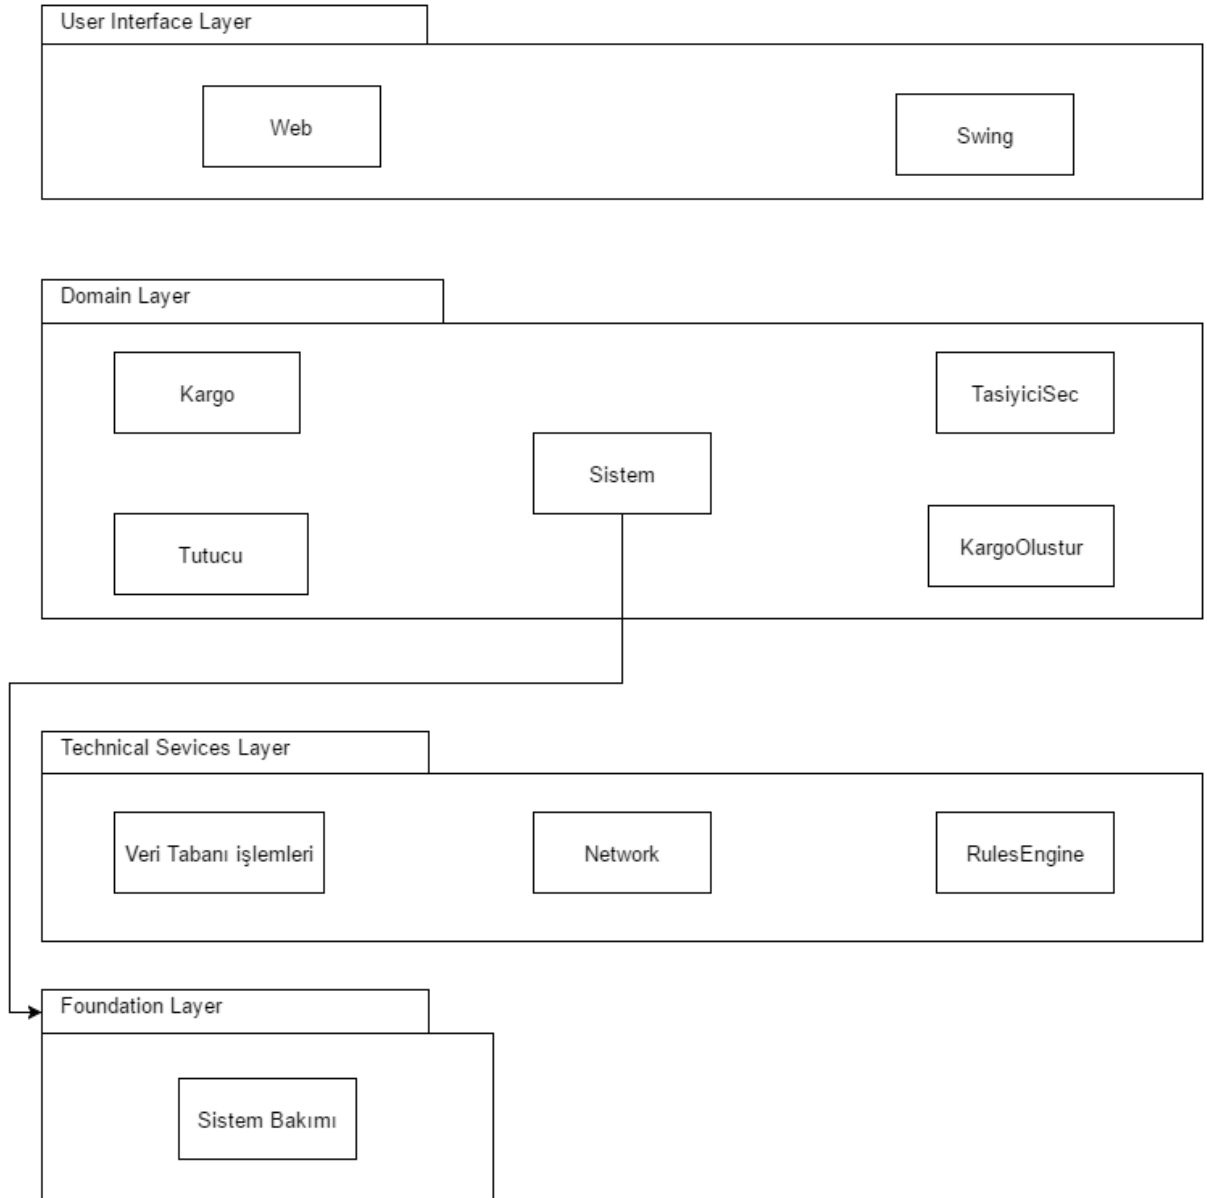 User Interface Layer
Web
Swing
Domain Layer
Kargo
TasiyiciSec
Sistem
Tutucu
KargoOlustur
Technical Sevices Layer
Veri Tabanı işlemleri
Network
RulesEngine
Foundation Layer
Sistem Bakımı